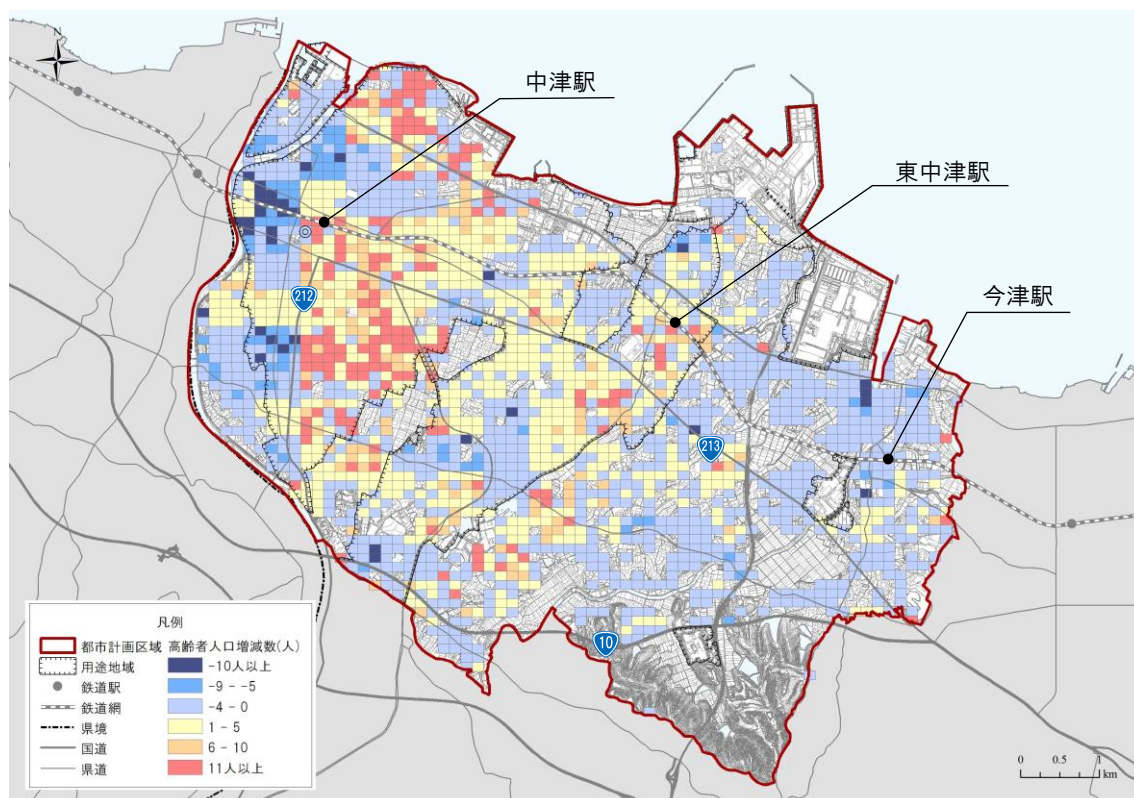 N
中津駅
東中津駅
今津駅
212
213
10
凡例
都市計画区域
用途地域
鉄道駅
鉄道網
県境
国道
県道
高齢者人口増減数(人)
-10人以上
-9 - -5
-4 - 0
1 - 5
6 - 10
11人以上
0 0.5 1
km